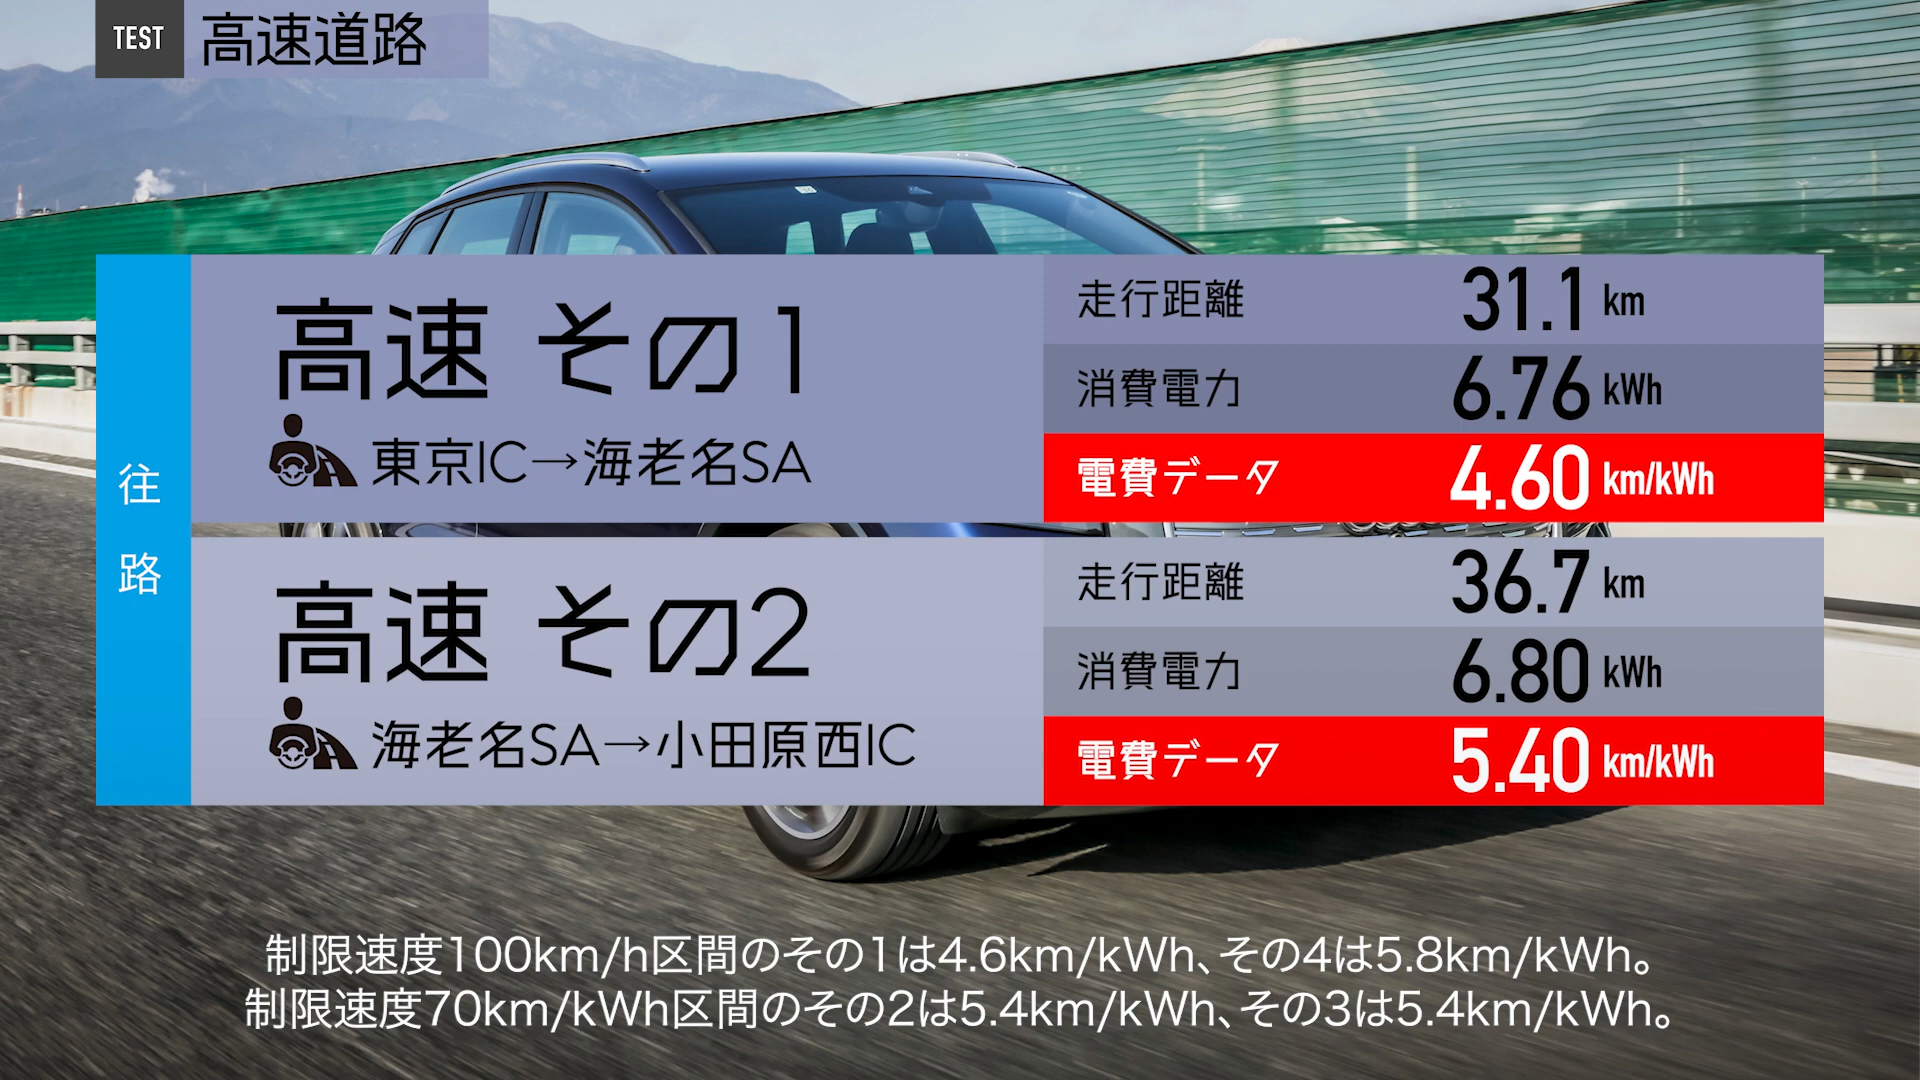 TEST 高速道路
往路
高速 その1
東京IC→海老名SA
走行距離 31.1 km
消費電力 6.76 kWh
電費データ 4.60 km/kWh
高速 その2
海老名SA→小田原西IC
走行距離 36.7 km
消費電力 6.80 kWh
電費データ 5.40 km/kWh
制限速度100km/h区間のその1は4.6km/kWh、その4は5.8km/kWh。
制限速度70km/kWh区間のその2は5.4km/kWh、その3は5.4km/kWh。